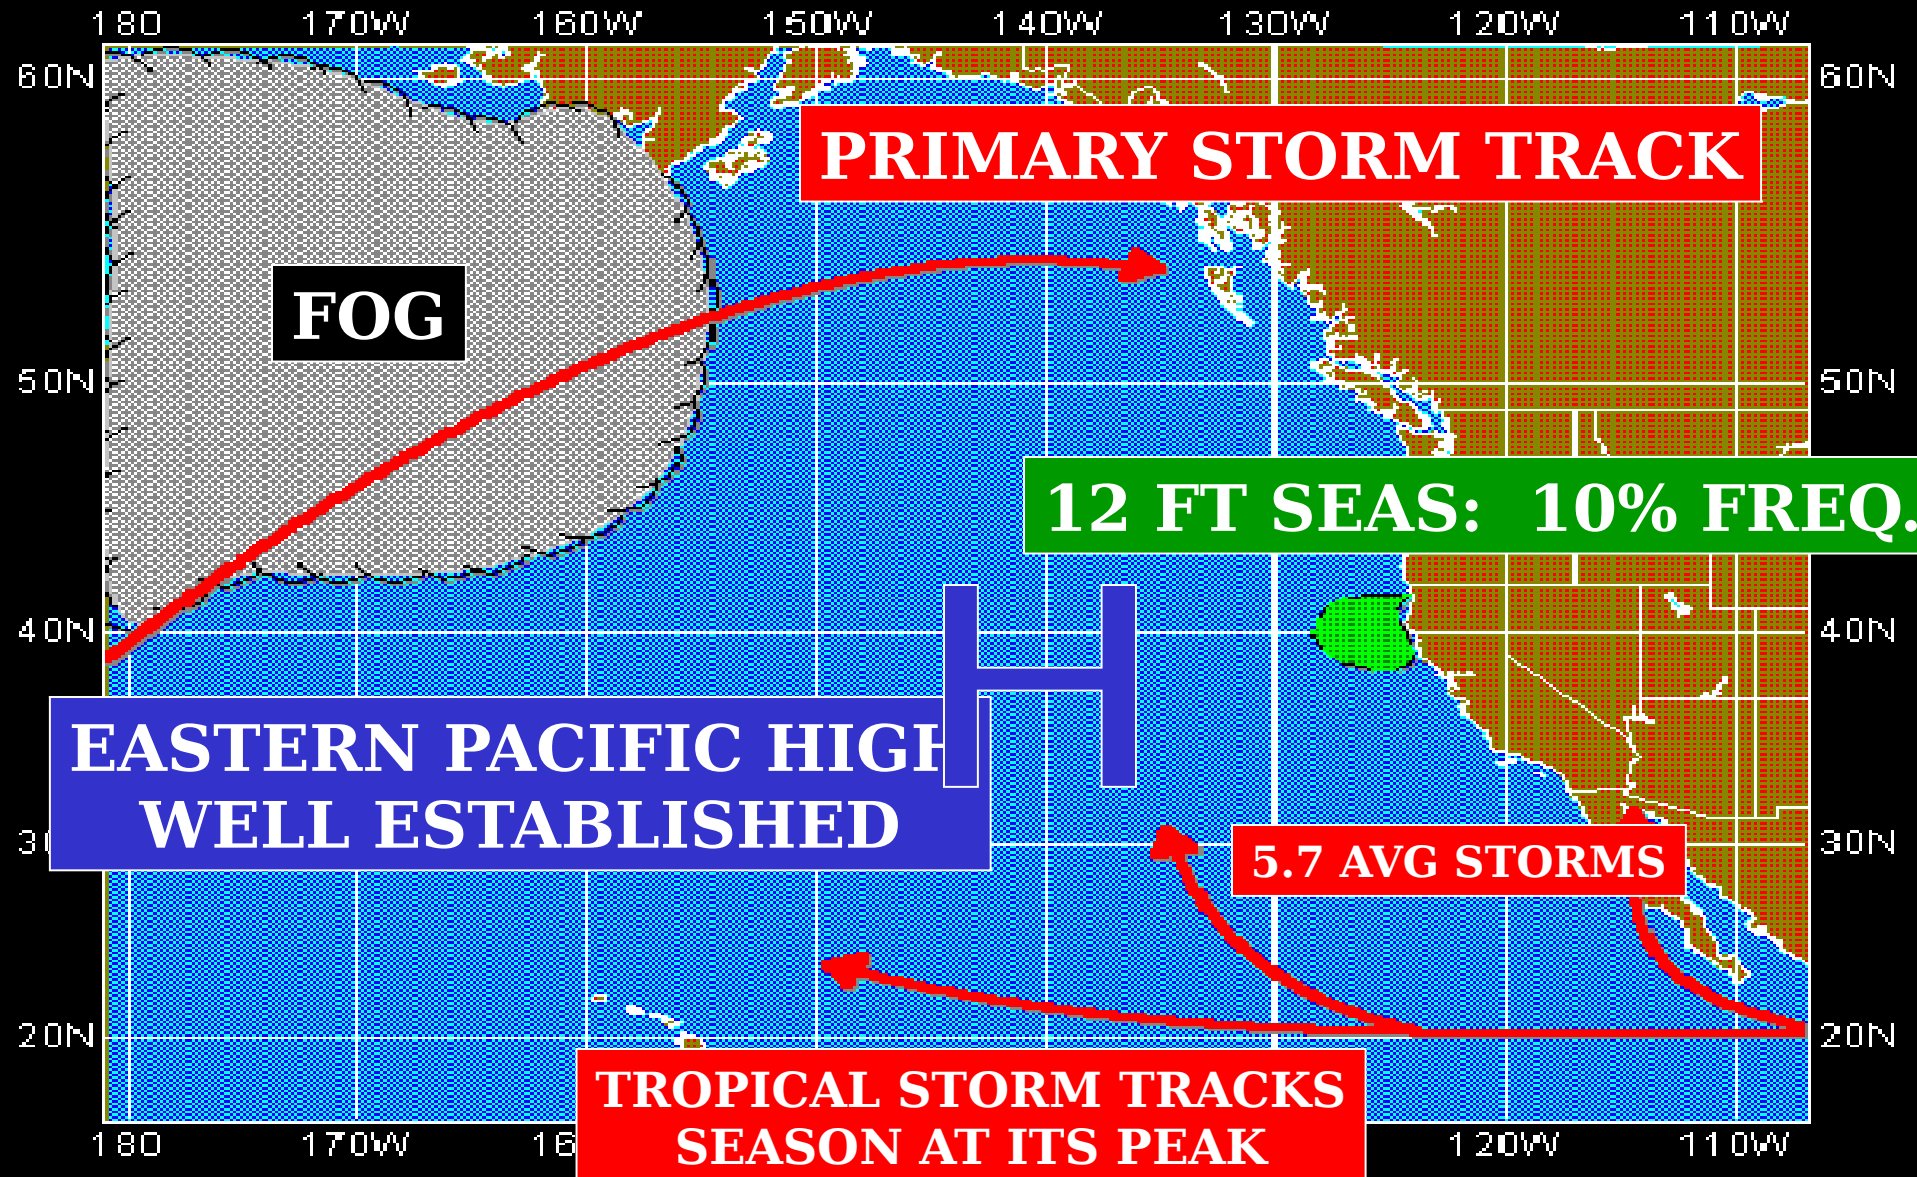 180 170W 160W 150W 140W 130W 120W 110W
60N 60N
PRIMARY STORM TRACK
FOG
50N 50N
12 FT SEAS: 10% FREQ.
40N 40N
H
EASTERN PACIFIC HIGH
WELL ESTABLISHED
30N
5.7 AVG STORMS
20N 20N
TROPICAL STORM TRACKS
SEASON AT ITS PEAK
180 170W 16 120W 110W